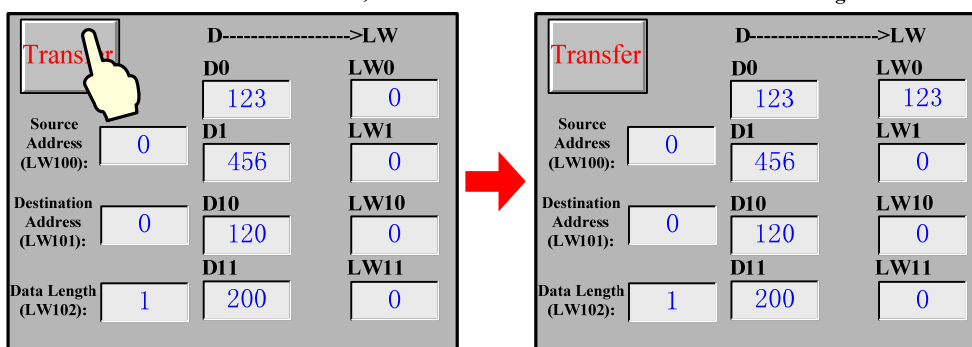 D----------------->LW
Transfer
D0 LW0
123 0
Source
Address
(LW100):
0
D1 LW1
456 0
Destination
Address
(LW101):
0
D10 LW10
120 0
D11 LW11
Data Length
(LW102):
1
200 0
D----------------->LW
Transfer
D0 LW0
123 123
Source
Address
(LW100):
0
D1 LW1
456 0
Destination
Address
(LW101):
0
D10 LW10
120 0
D11 LW11
Data Length
(LW102):
1
200 0